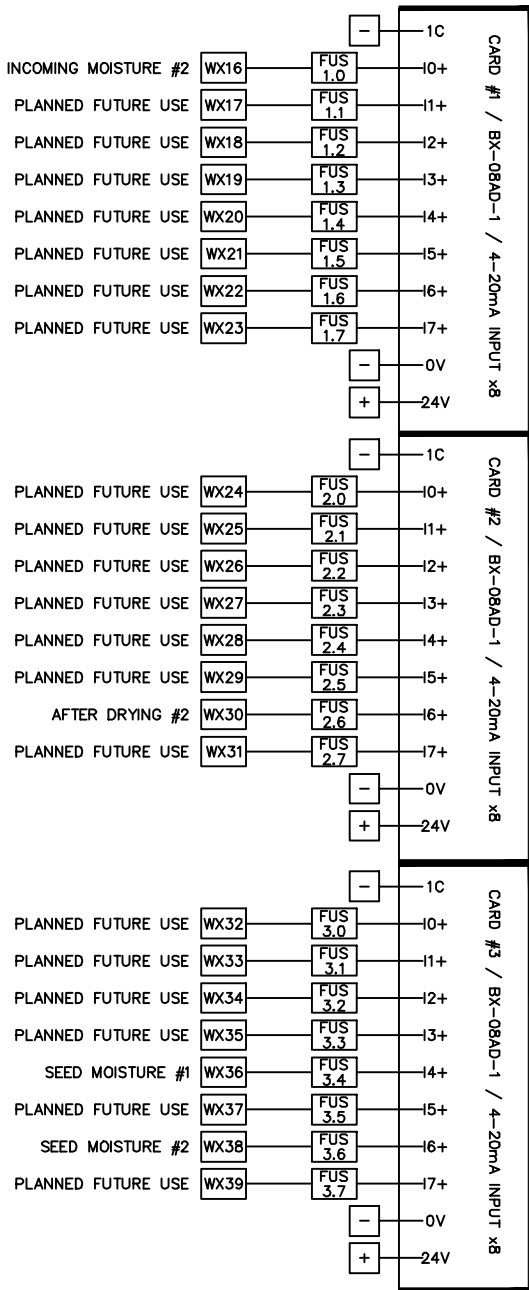 − 1C
INCOMING MOISTURE #2 WX16 FUS 1.0 I0+
PLANNED FUTURE USE WX17 FUS 1.1 I1+
PLANNED FUTURE USE WX18 FUS 1.2 I2+
PLANNED FUTURE USE WX19 FUS 1.3 I3+
PLANNED FUTURE USE WX20 FUS 1.4 I4+
PLANNED FUTURE USE WX21 FUS 1.5 I5+
PLANNED FUTURE USE WX22 FUS 1.6 I6+
PLANNED FUTURE USE WX23 FUS 1.7 I7+
− 0V
+ 24V
CARD #1 / BX-08AD-1 / 4-20mA INPUT x8
− 1C
PLANNED FUTURE USE WX24 FUS 2.0 I0+
PLANNED FUTURE USE WX25 FUS 2.1 I1+
PLANNED FUTURE USE WX26 FUS 2.2 I2+
PLANNED FUTURE USE WX27 FUS 2.3 I3+
PLANNED FUTURE USE WX28 FUS 2.4 I4+
PLANNED FUTURE USE WX29 FUS 2.5 I5+
AFTER DRYING #2 WX30 FUS 2.6 I6+
PLANNED FUTURE USE WX31 FUS 2.7 I7+
− 0V
+ 24V
CARD #2 / BX-08AD-1 / 4-20mA INPUT x8
− 1C
PLANNED FUTURE USE WX32 FUS 3.0 I0+
PLANNED FUTURE USE WX33 FUS 3.1 I1+
PLANNED FUTURE USE WX34 FUS 3.2 I2+
PLANNED FUTURE USE WX35 FUS 3.3 I3+
SEED MOISTURE #1 WX36 FUS 3.4 I4+
PLANNED FUTURE USE WX37 FUS 3.5 I5+
SEED MOISTURE #2 WX38 FUS 3.6 I6+
PLANNED FUTURE USE WX39 FUS 3.7 I7+
− 0V
+ 24V
CARD #3 / BX-08AD-1 / 4-20mA INPUT x8